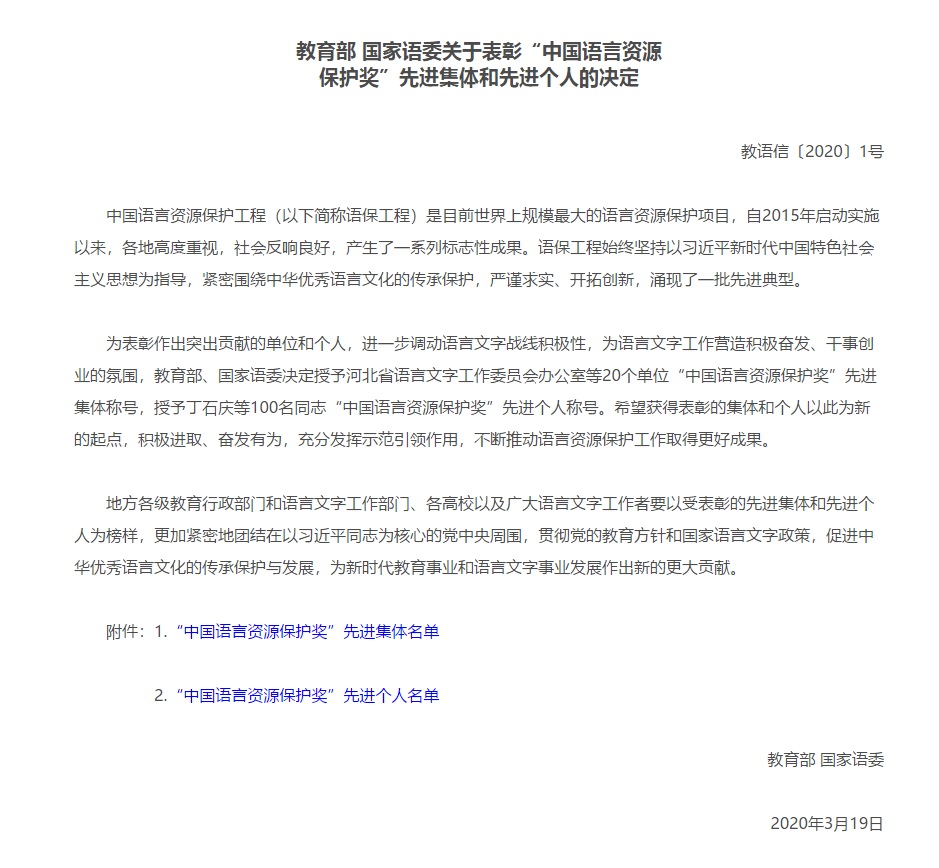 教育部 国家语委关于表彰“中国语言资源
保护奖”先进集体和先进个人的决定
教语信〔2020〕1号
中国语言资源保护工程（以下简称语保工程）是目前世界上规模最大的语言资源保护项目，自2015年启动实施
以来，各地高度重视，社会反响良好，产生了一系列标志性成果。语保工程始终坚持以习近平新时代中国特色社会
主义思想为指导，紧密围绕中华优秀语言文化的传承保护，严谨求实、开拓创新，涌现了一批先进典型。
为表彰作出突出贡献的单位和个人，进一步调动语言文字战线积极性，为语言文字工作营造积极奋发、干事创
业的氛围，教育部、国家语委决定授予河北省语言文字工作委员会办公室等20个单位“中国语言资源保护奖”先进
集体称号，授予丁石庆等100名同志“中国语言资源保护奖”先进个人称号。希望获得表彰的集体和个人以此为新
的起点，积极进取、奋发有为，充分发挥示范引领作用，不断推动语言资源保护工作取得更好成果。
地方各级教育行政部门和语言文字工作部门、各高校以及广大语言文字工作者要以受表彰的先进集体和先进个
人为榜样，更加紧密地团结在以习近平同志为核心的党中央周围，贯彻党的教育方针和国家语言文字政策，促进中
华优秀语言文化的传承保护与发展，为新时代教育事业和语言文字事业发展作出新的更大贡献。
附件：1.“中国语言资源保护奖”先进集体名单
2.“中国语言资源保护奖”先进个人名单
教育部 国家语委
2020年3月19日